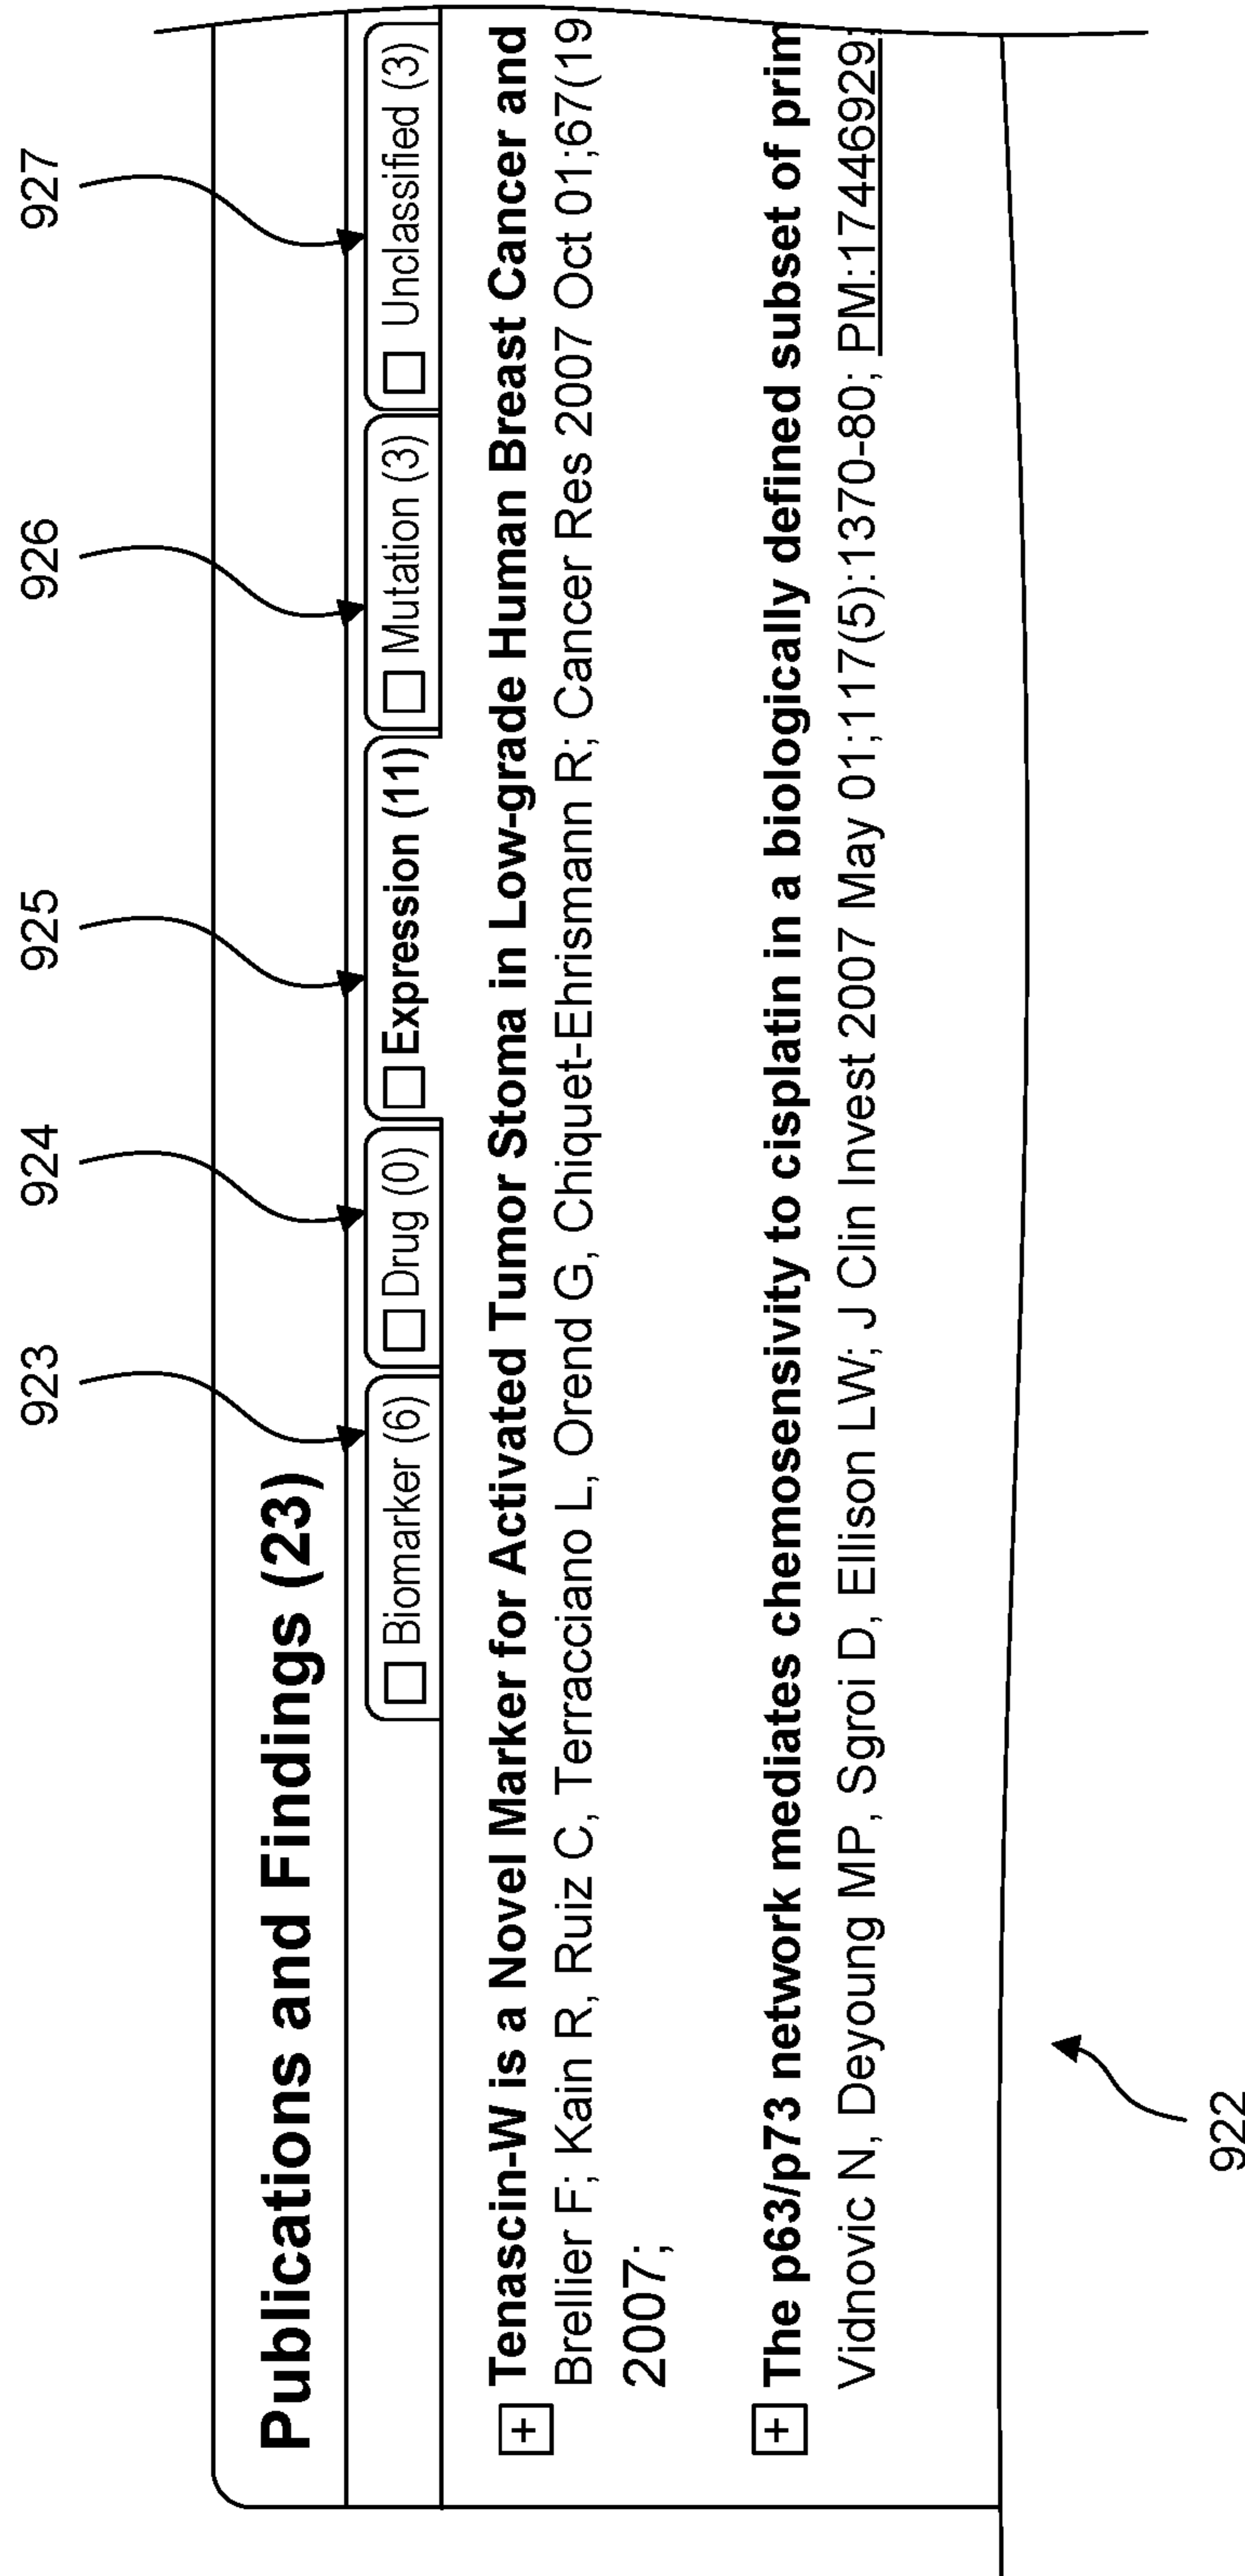 923 924 925 926 927
Publications and Findings (23)
Biomarker (6) Drug (0) Expression (11) Mutation (3) Unclassified (3)
+ Tenascin-W is a Novel Marker for Activated Tumor Stoma in Low-grade Human Breast Cancer and
Brellier F; Kain R, Ruiz C, Terracciano L, Orend G, Chiquet-Ehrismann R; Cancer Res 2007 Oct 01;67(19
2007;
+ The p63/p73 network mediates chemosensitivity to cisplatin in a biologically defined subset of prim
Vidnovic N, Deyoung MP, Sgroi D, Ellison LW; J Clin Invest 2007 May 01;117(5):1370-80; PM:17446929;
922